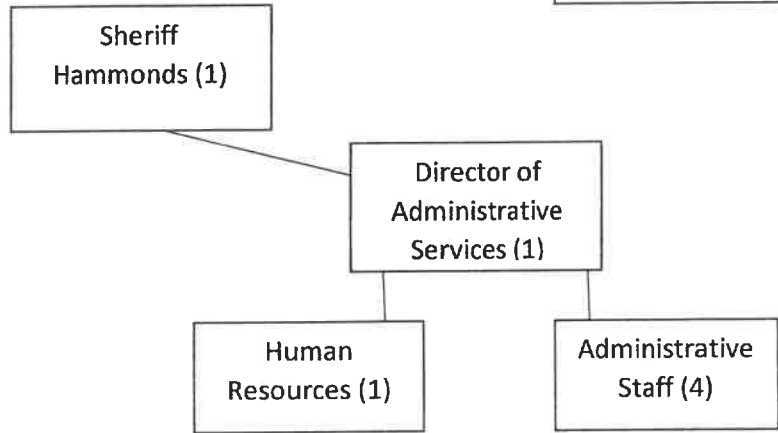 Sheriff
Hammonds (1)
Director of
Administrative
Services (1)
Human
Resources (1)
Administrative
Staff (4)